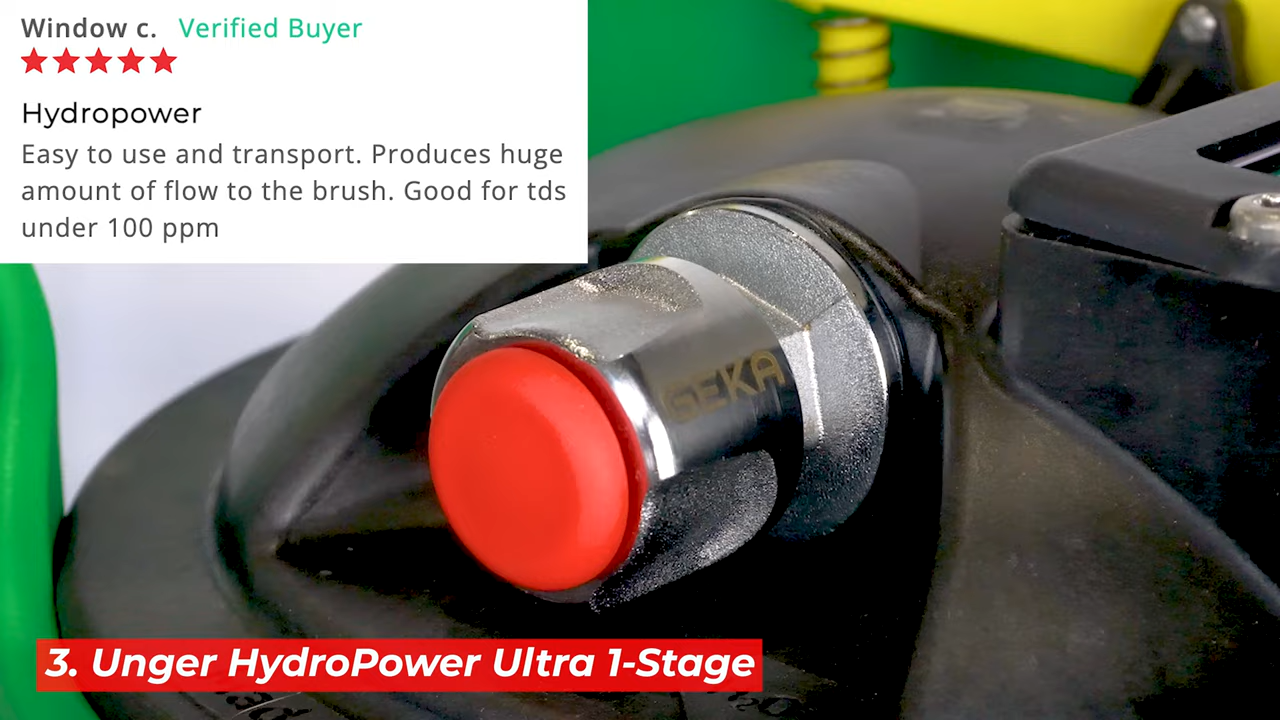 Window c. Verified Buyer
Hydropower
Easy to use and transport. Produces huge
amount of flow to the brush. Good for tds
under 100 ppm
GEKA
3. Unger HydroPower Ultra 1-Stage